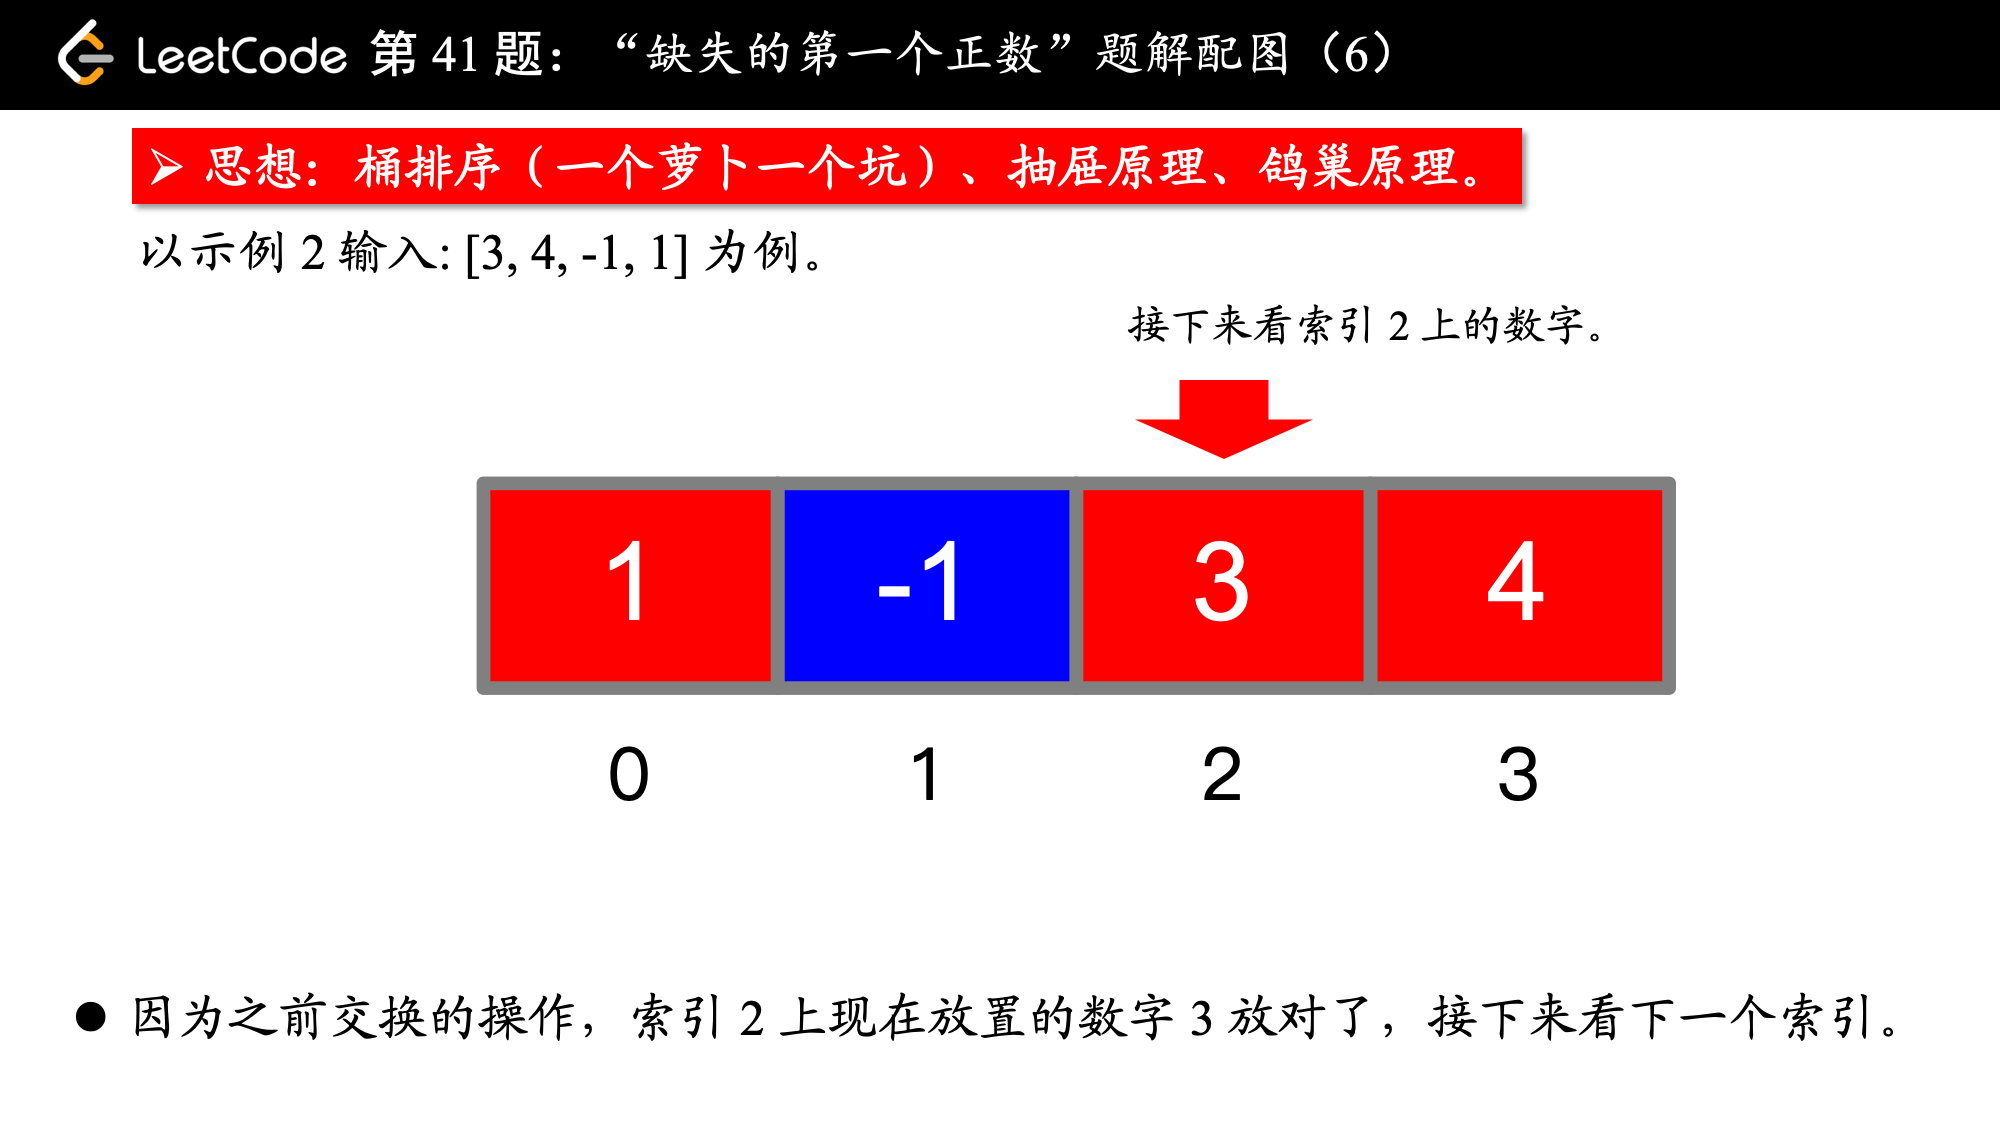 LeetCode 第 41 题：“缺失的第一个正数”题解配图（6）
➢ 思想：桶排序（一个萝卜一个坑）、抽屉原理、鸽巢原理。
以示例 2 输入: [3, 4, -1, 1] 为例。
接下来看索引 2 上的数字。
1 -1 3 4
0 1 2 3
● 因为之前交换的操作，索引 2 上现在放置的数字 3 放对了，接下来看下一个索引。